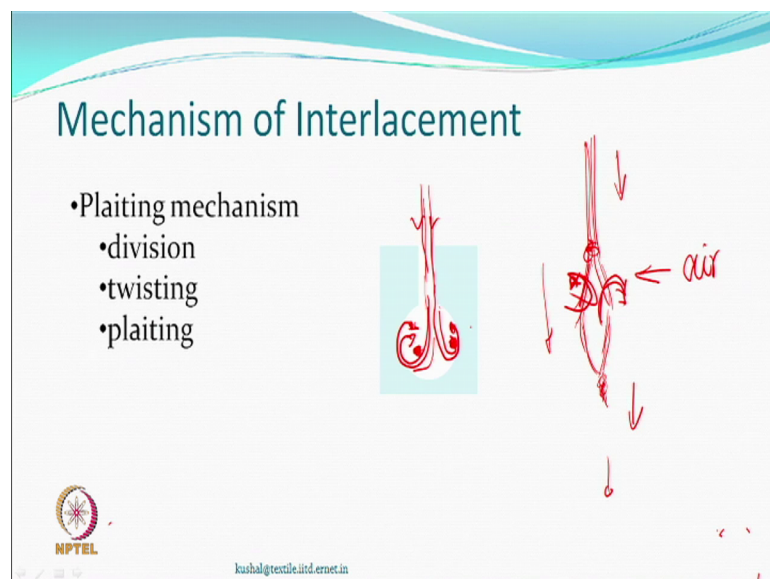 Mechanism of Interlacement
•Plaiting mechanism
•division
•twisting
•plaiting
air
NPTEL
kushal@textile.iitd.ernet.in